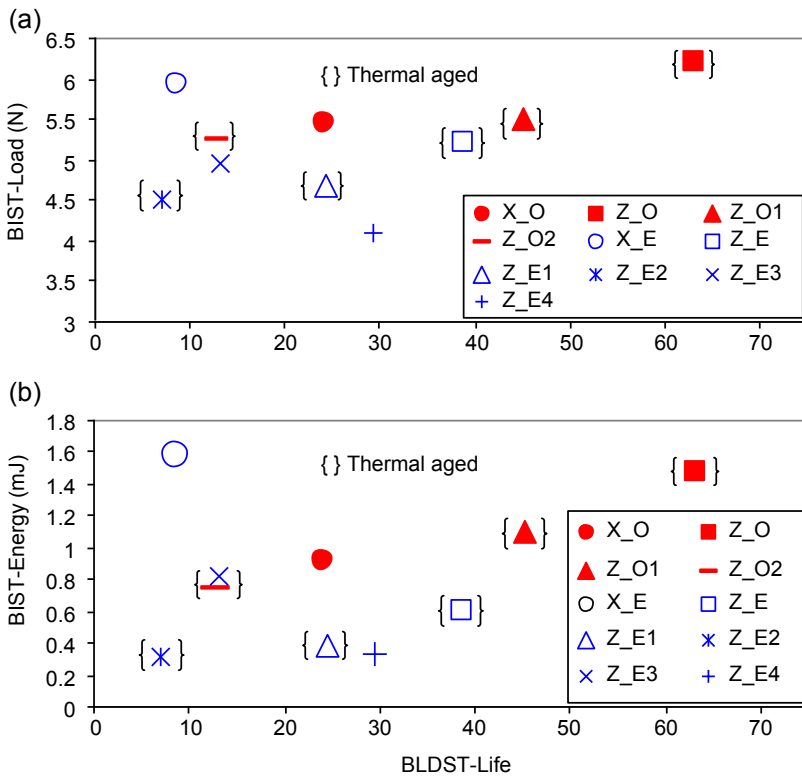 (a)
6.5
6
5.5
5
4.5
4
3.5
3
BIST-Load (N)
{ } Thermal aged
X_O Z_O Z_O1
Z_O2 X_E Z_E
Z_E1 Z_E2 Z_E3
Z_E4
0 10 20 30 40 50 60 70
(b)
1.8
1.6
1.4
1.2
1
0.8
0.6
0.4
0.2
0
BIST-Energy (mJ)
{ } Thermal aged
X_O Z_O
Z_O1 Z_O2
X_E Z_E
Z_E1 Z_E2
Z_E3 Z_E4
0 10 20 30 40 50 60 70
BLDST-Life